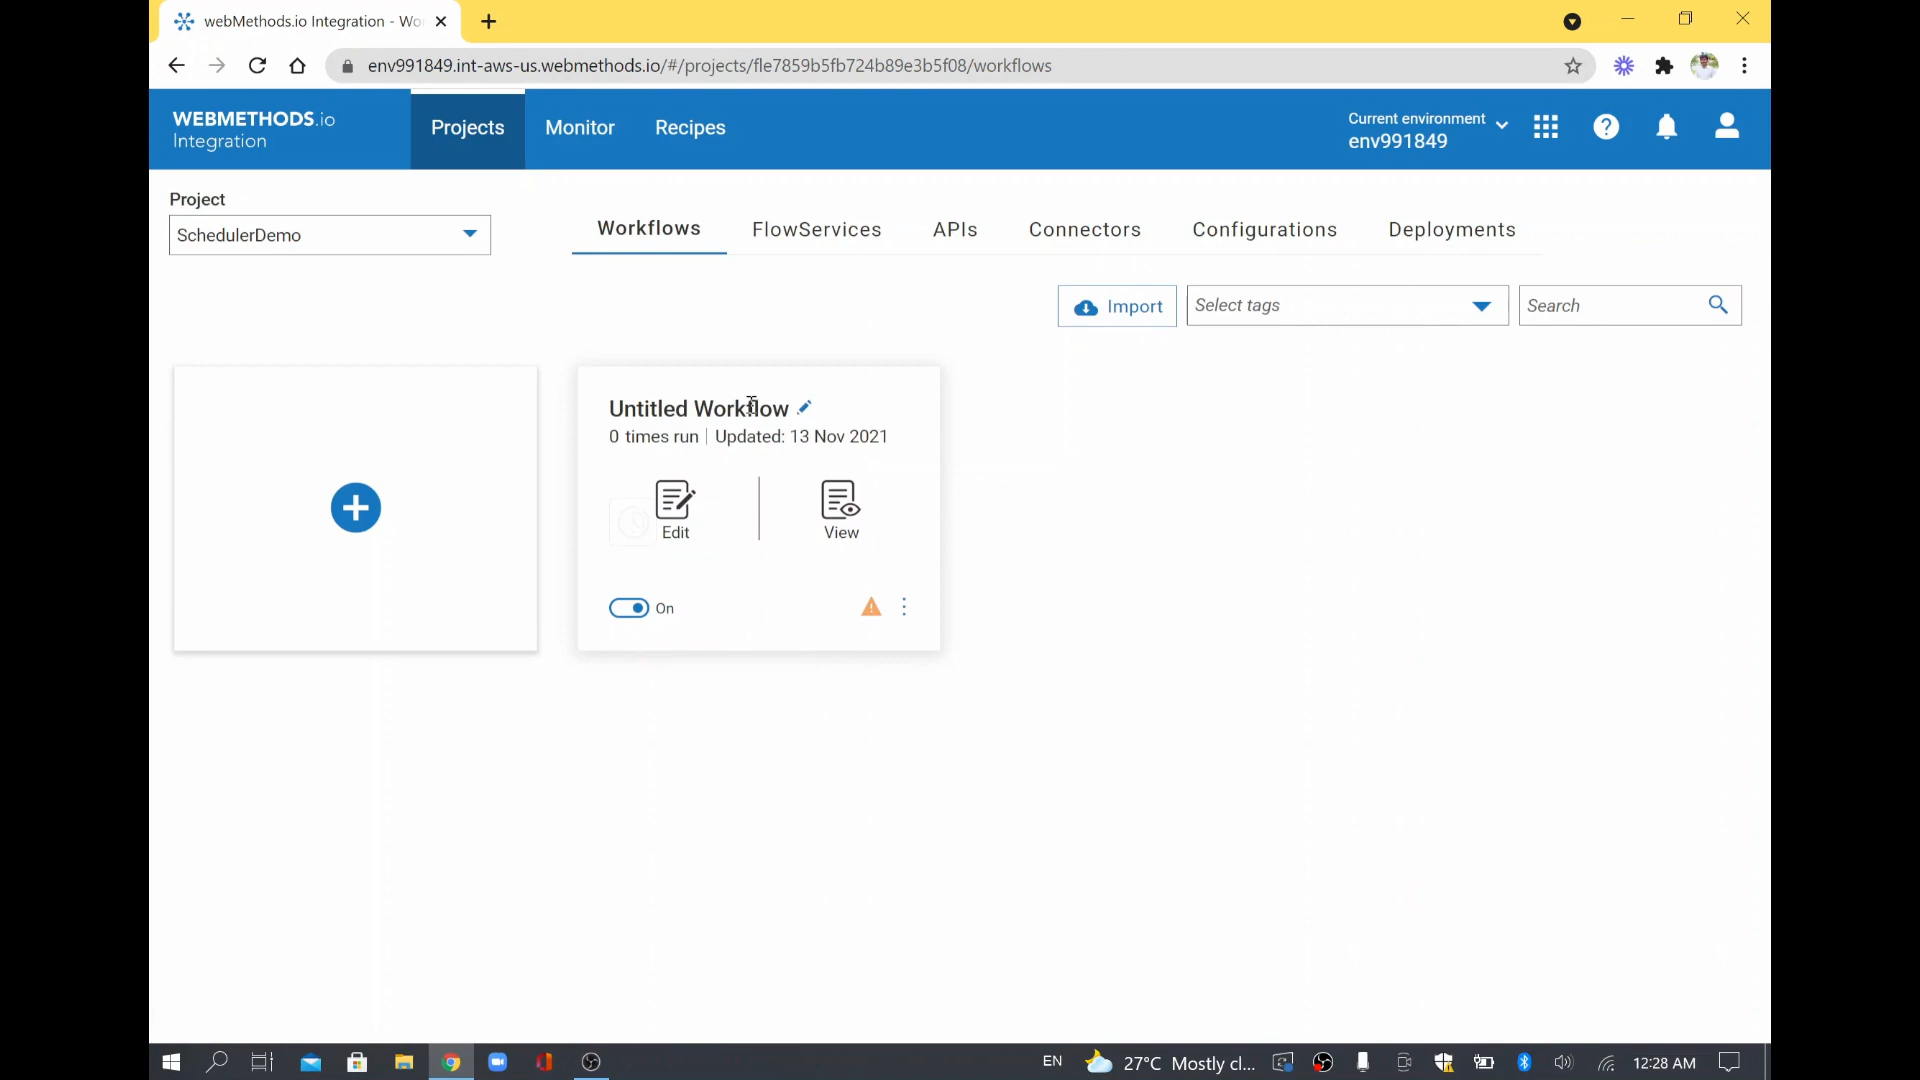 webMethods.io Integration - Wo
env991849.int-aws-us.webmethods.io/#/projects/fle7859b5fb724b89e3b5f08/workflows
WEBMETHODS.io
Integration
Projects
Monitor
Recipes
Current environment
env991849
Project
SchedulerDemo
Workflows
FlowServices
APIs
Connectors
Configurations
Deployments
Import
Select tags
Search
Untitled Workflow
0 times run | Updated: 13 Nov 2021
Edit
View
On
EN
27°C Mostly cl...
12:28 AM